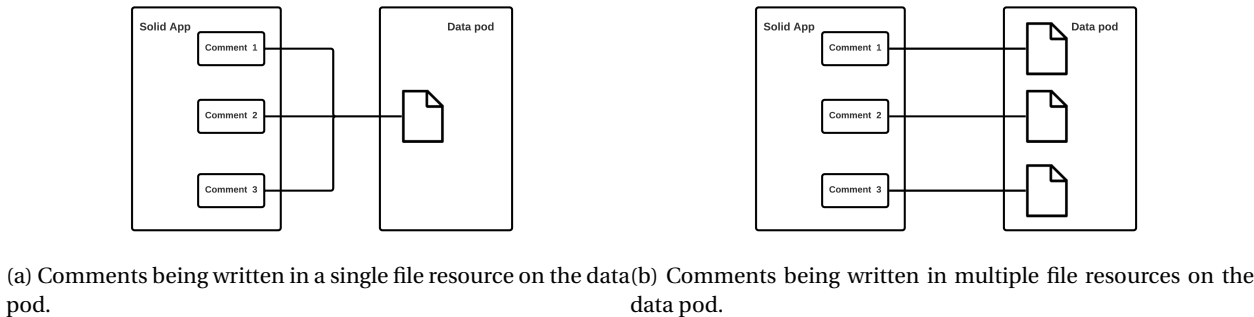 Solid App
Data pod
Comment 1
Comment 2
Comment 3
Solid App
Data pod
Comment 1
Comment 2
Comment 3
(a) Comments being written in a single file resource on the data
pod.
(b) Comments being written in multiple file resources on the
data pod.